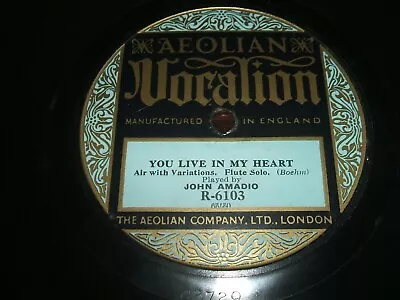 AEOLIAN
Vocalion
MANUFACTURED IN ENGLAND
YOU LIVE IN MY HEART
Air with Variations. Flute Solo. (Boehm)
Played by
JOHN AMADIO
R-6103
THE AEOLIAN COMPANY, LTD., LONDON